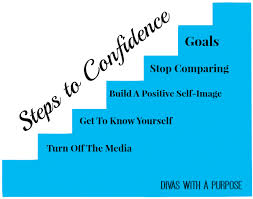 Steps to Confidence
Goals
Stop Comparing
Build A Positive Self-Image
Get To Know Yourself
Turn Off The Media
DIVAS WITH A PURPOSE